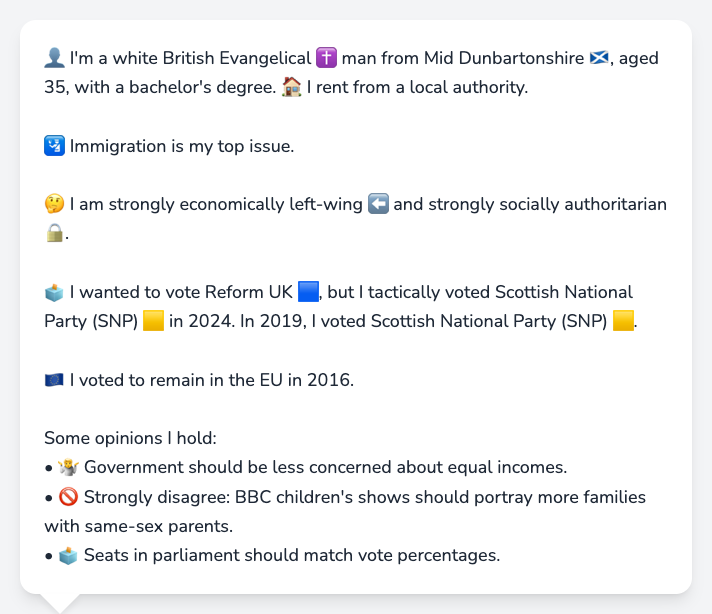 👤 I'm a white British Evangelical ✝️ man from Mid Dunbartonshire 🏴󠁧󠁢󠁳󠁣󠁴󠁿, aged
35, with a bachelor's degree. 🏠 I rent from a local authority.
🛂 Immigration is my top issue.
🤔 I am strongly economically left-wing ⬅️ and strongly socially authoritarian
🔒.
🗳️ I wanted to vote Reform UK 🟦, but I tactically voted Scottish National
Party (SNP) 🟨 in 2024. In 2019, I voted Scottish National Party (SNP) 🟨.
🇪🇺 I voted to remain in the EU in 2016.
Some opinions I hold:
• 🤷 Government should be less concerned about equal incomes.
• 🚫 Strongly disagree: BBC children's shows should portray more families
with same-sex parents.
• 🗳️ Seats in parliament should match vote percentages.